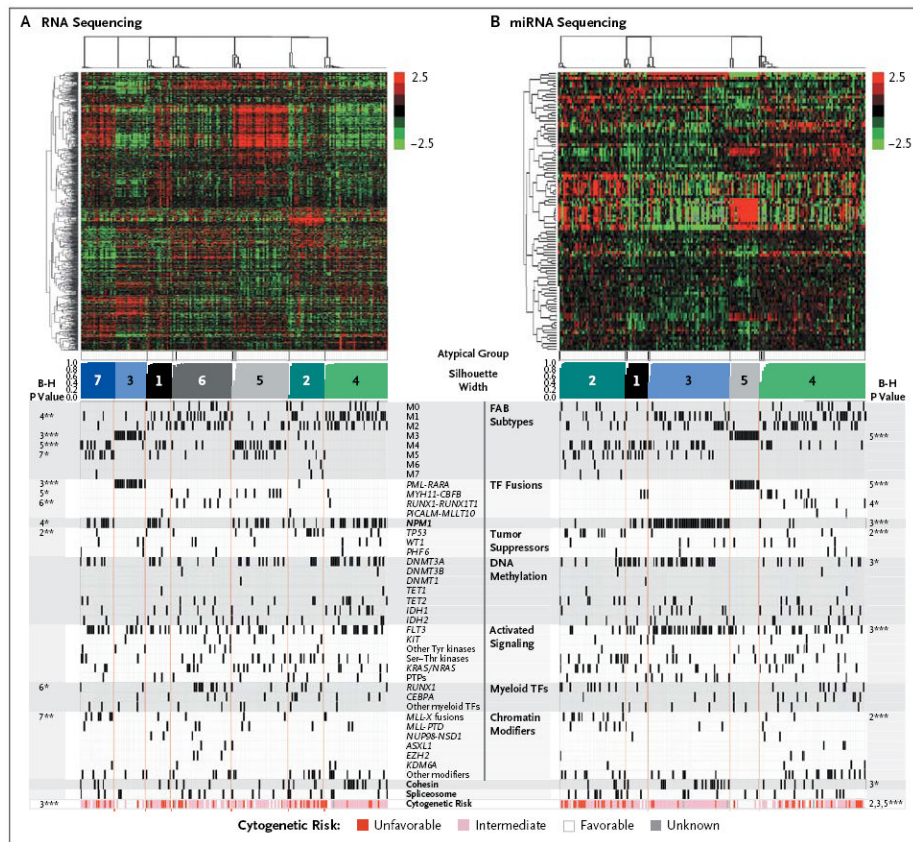 A RNA Sequencing
B miRNA Sequencing
2.5
−2.5
2.5
−2.5
Atypical Group
Silhouette
Width
1.0
0.8
0.6
0.4
0.2
0.0
7 3 1 6 5 2 4
1.0
0.8
0.6
0.4
0.2
0.0
2 1 3 5 4
B-H
P Value
B-H
P Value
M0 FAB
4** M1 Subtypes
M2
3*** M3 5***
5*** M4
7* M5
M6
M7
3*** PML-RARA TF Fusions 5***
5* MYH11-CBFB
6** RUNX1-RUNX1T1 4*
PICALM-MLLT10
4* NPM1 3***
2** TP53 Tumor 2***
WT1 Suppressors
PHF6
DNMT3A DNA 3*
DNMT3B Methylation
DNMT1
TET1
TET2
IDH1
IDH2
FLT3 Activated 3***
KIT Signaling
Other Tyr kinases
Ser–Thr kinases
KRAS/NRAS
PTPs
6* RUNX1 Myeloid TFs
CEBPA
Other myeloid TFs
7** MLL-X fusions Chromatin 2***
MLL-PTD Modifiers
NUP98-NSD1
ASXL1
EZH2
KDM6A
Other modifiers
Cohesin 3*
Spliceosome
3*** Cytogenetic Risk 2,3,5***
Cytogenetic Risk: Unfavorable Intermediate Favorable Unknown